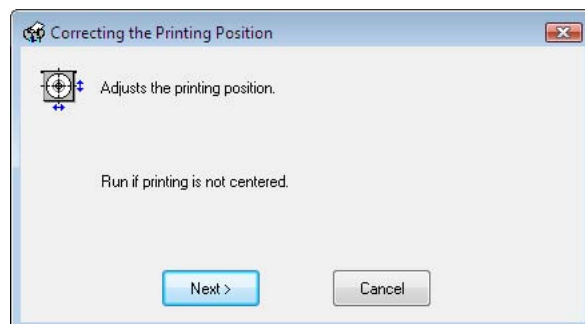 Correcting the Printing Position
Adjusts the printing position.
Run if printing is not centered.
Next >
Cancel